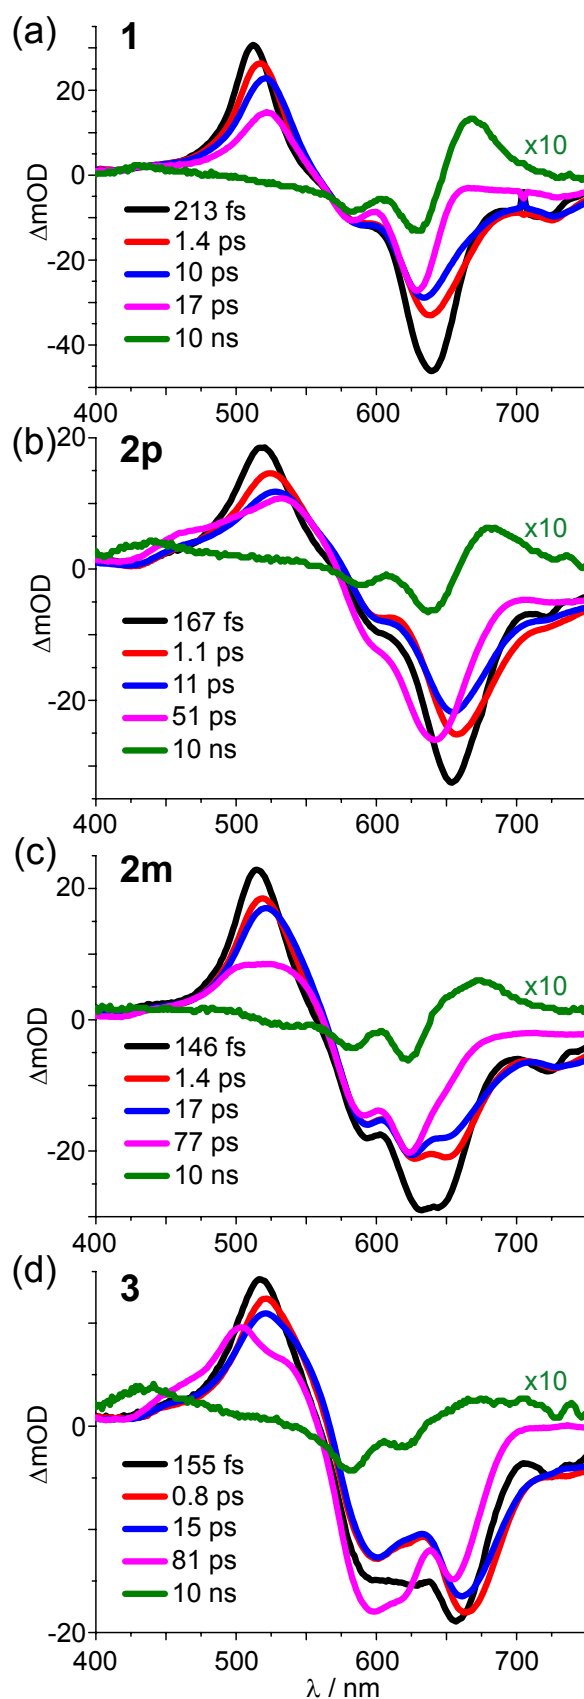 (a) 1
20
0
-20
-40
ΔmOD
x10
213 fs
1.4 ps
10 ps
17 ps
10 ns
400 500 600 700
(b) 2p
20
0
-20
ΔmOD
x10
167 fs
1.1 ps
11 ps
51 ps
10 ns
400 500 600 700
(c) 2m
20
0
-20
ΔmOD
x10
146 fs
1.4 ps
17 ps
77 ps
10 ns
400 500 600 700
(d) 3
0
-20
ΔmOD
x10
155 fs
0.8 ps
15 ps
81 ps
10 ns
400 500 600 700
λ / nm